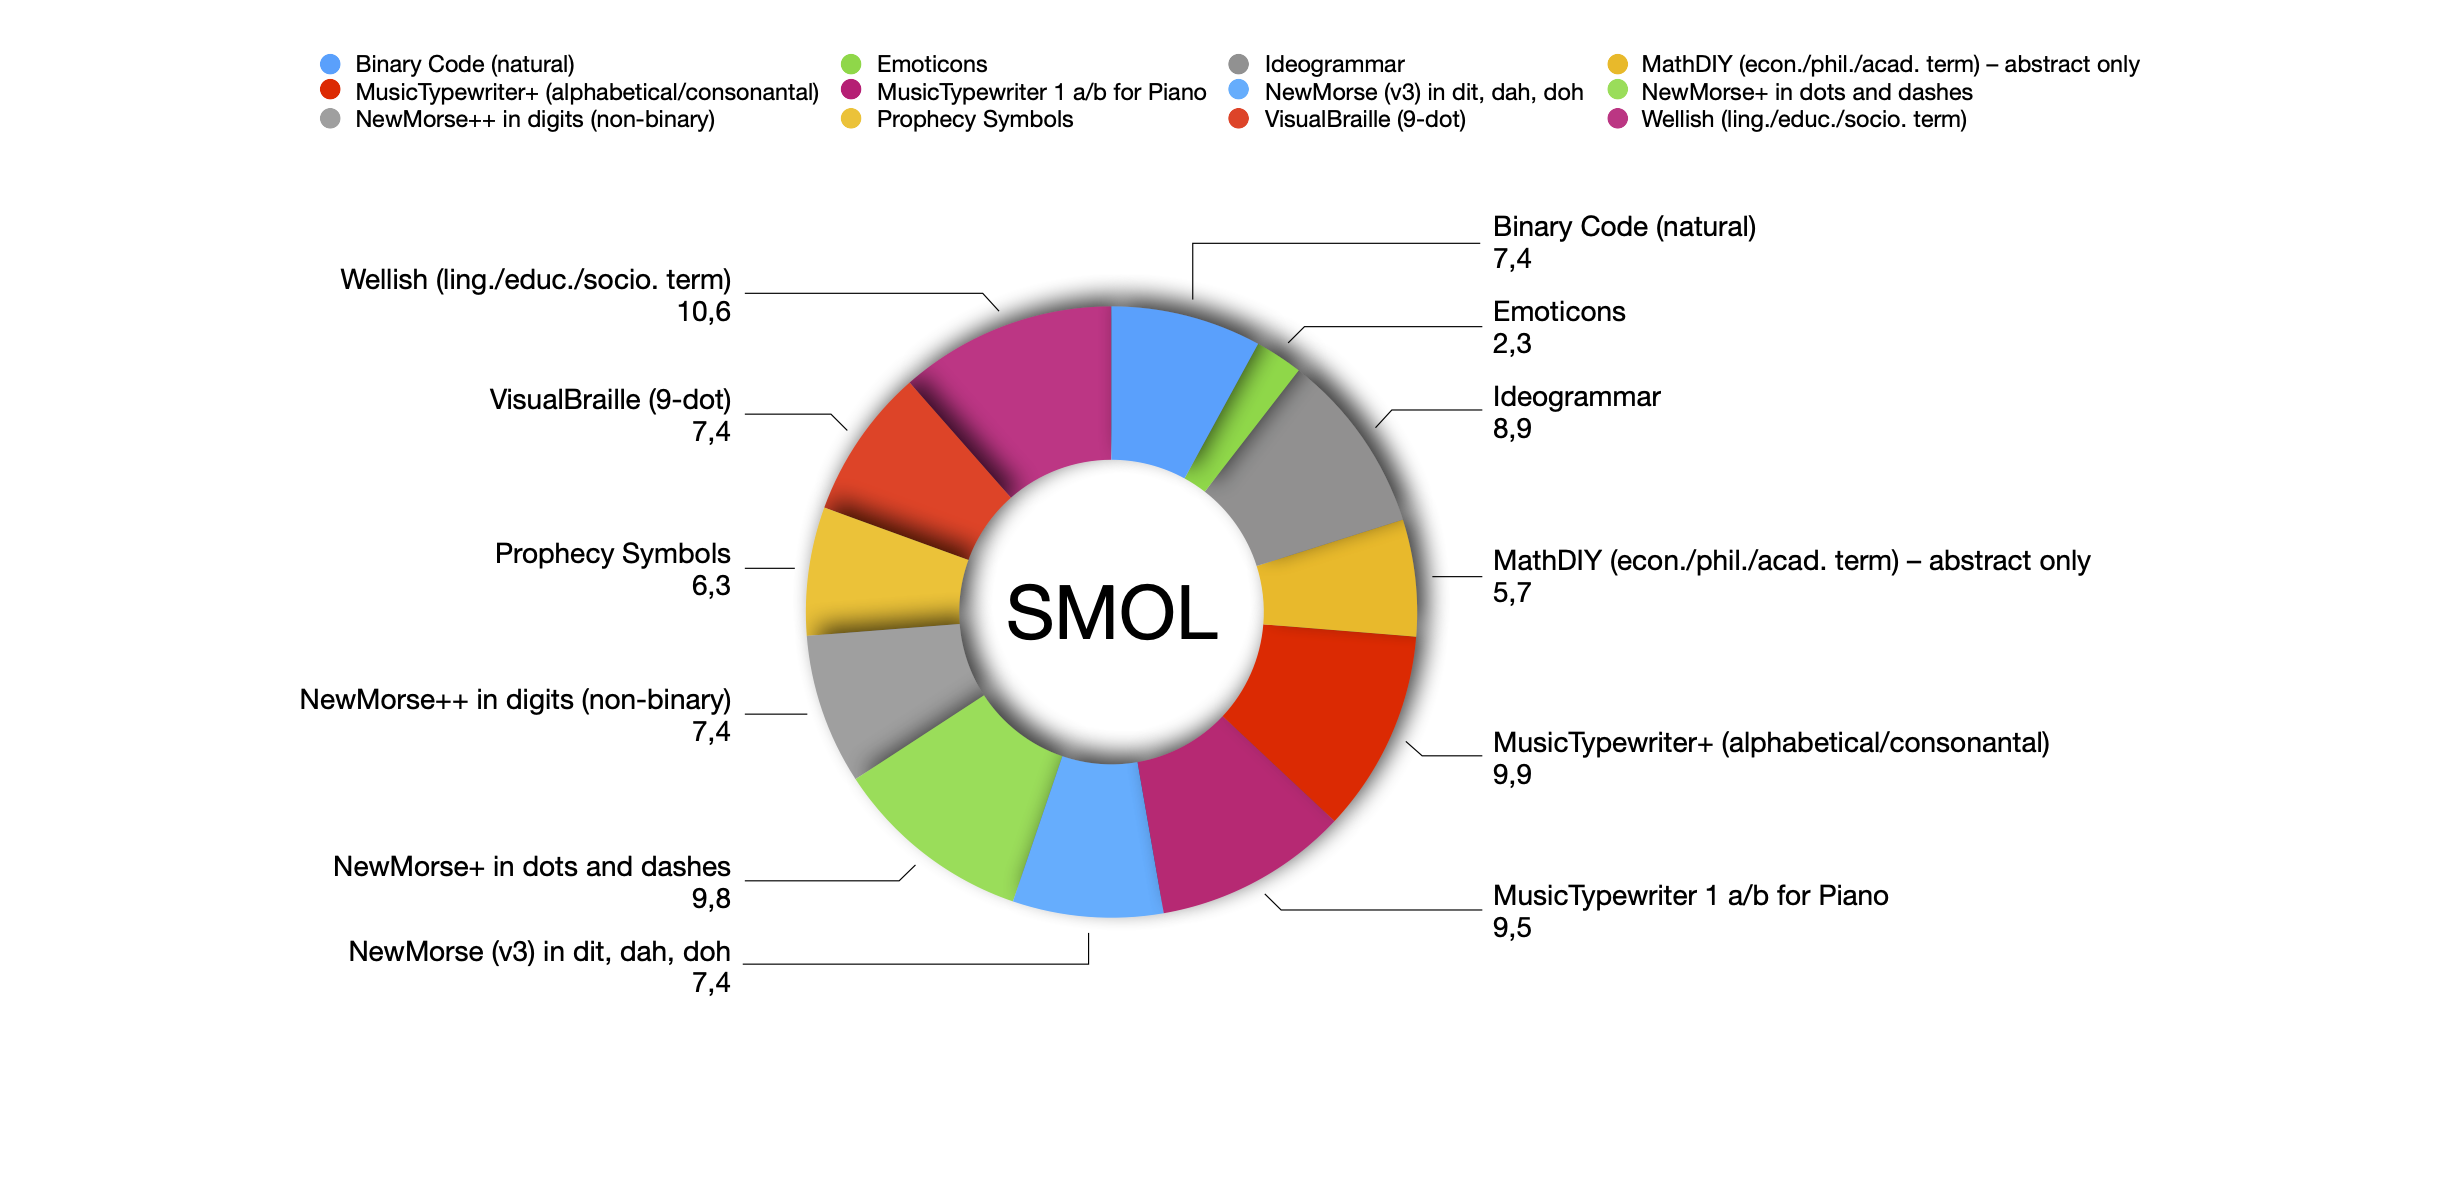 Binary Code (natural)
Emoticons
Ideogrammar
MathDIY (econ./phil./acad. term) – abstract only
MusicTypewriter+ (alphabetical/consonantal)
MusicTypewriter 1 a/b for Piano
NewMorse (v3) in dit, dah, doh
NewMorse+ in dots and dashes
NewMorse++ in digits (non-binary)
Prophecy Symbols
VisualBraille (9-dot)
Wellish (ling./educ./socio. term)
Binary Code (natural)
7,4
Emoticons
2,3
Ideogrammar
8,9
MathDIY (econ./phil./acad. term) – abstract only
5,7
MusicTypewriter+ (alphabetical/consonantal)
9,9
MusicTypewriter 1 a/b for Piano
9,5
NewMorse (v3) in dit, dah, doh
7,4
NewMorse+ in dots and dashes
9,8
NewMorse++ in digits (non-binary)
7,4
Prophecy Symbols
6,3
VisualBraille (9-dot)
7,4
Wellish (ling./educ./socio. term)
10,6
SMOL